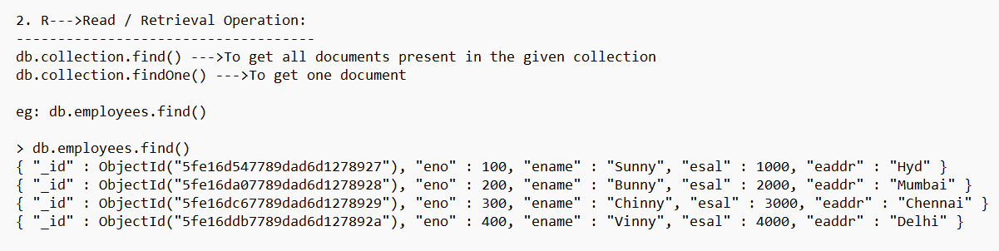 2. R--->Read / Retrieval Operation:
------------------------------------
db.collection.find() --->To get all documents present in the given collection
db.collection.findOne() --->To get one document
eg: db.employees.find()
> db.employees.find()
{ "_id" : ObjectId("5fe16d547789dad6d1278927"), "eno" : 100, "ename" : "Sunny", "esal" : 1000, "eaddr" : "Hyd" }
{ "_id" : ObjectId("5fe16da07789dad6d1278928"), "eno" : 200, "ename" : "Bunny", "esal" : 2000, "eaddr" : "Mumbai" }
{ "_id" : ObjectId("5fe16dc67789dad6d1278929"), "eno" : 300, "ename" : "Chinny", "esal" : 3000, "eaddr" : "Chennai" }
{ "_id" : ObjectId("5fe16ddb7789dad6d127892a"), "eno" : 400, "ename" : "Vinny", "esal" : 4000, "eaddr" : "Delhi" }